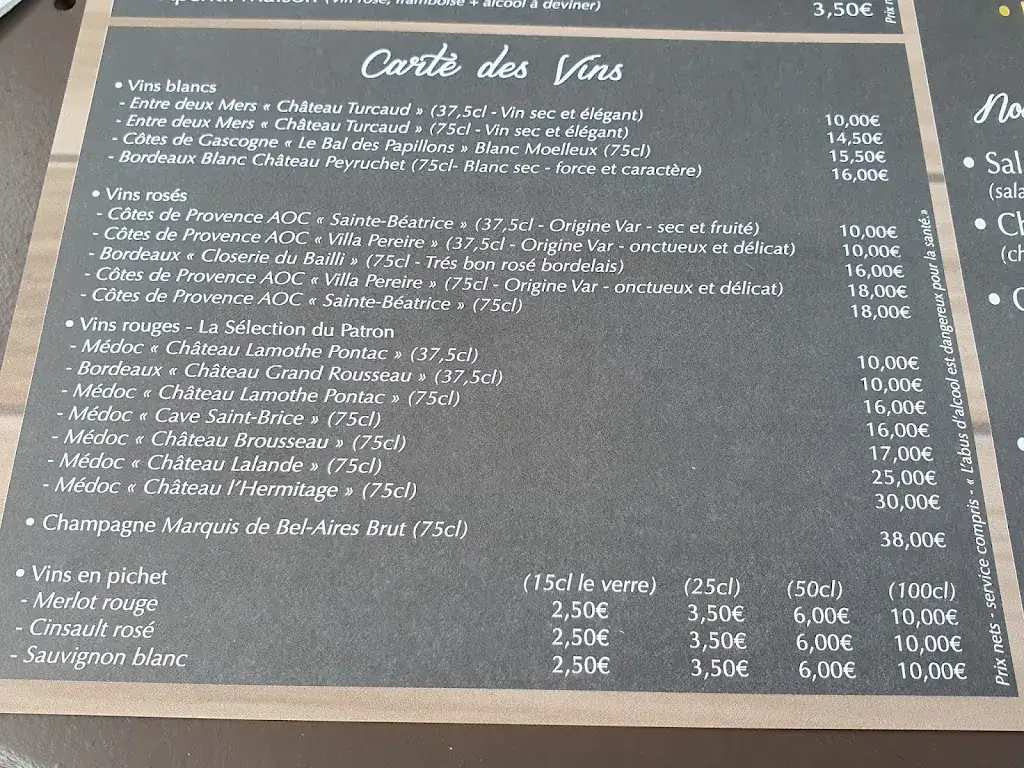 (vin rosé, framboise + alcool à deviner) 3,50€
Carte des Vins
• Vins blancs
- Entre deux Mers « Château Turcaud » (37,5cl - Vin sec et élégant) 10,00€
- Entre deux Mers « Château Turcaud » (75cl - Vin sec et élégant) 14,50€
- Côtes de Gascogne « Le Bal des Papillons » Blanc Moelleux (75cl) 15,50€
- Bordeaux Blanc Château Peyruchet (75cl- Blanc sec - force et caractère) 16,00€
• Vins rosés
- Côtes de Provence AOC « Sainte-Béatrice » (37,5cl - Origine Var - sec et fruité) 10,00€
- Côtes de Provence AOC « Villa Pereire » (37,5cl - Origine Var - onctueux et délicat) 10,00€
- Bordeaux « Closerie du Bailli » (75cl - Trés bon rosé bordelais) 16,00€
- Côtes de Provence AOC « Villa Pereire » (75cl - Origine Var - onctueux et délicat) 18,00€
- Côtes de Provence AOC « Sainte-Béatrice » (75cl) 18,00€
• Vins rouges - La Sélection du Patron
- Médoc « Château Lamothe Pontac » (37,5cl) 10,00€
- Bordeaux « Château Grand Rousseau » (37,5cl) 10,00€
- Médoc « Château Lamothe Pontac » (75cl) 16,00€
- Médoc « Cave Saint-Brice » (75cl) 16,00€
- Médoc « Château Brousseau » (75cl) 17,00€
- Médoc « Château Lalande » (75cl) 25,00€
- Médoc « Château l'Hermitage » (75cl) 30,00€
• Champagne Marquis de Bel-Aires Brut (75cl) 38,00€
• Vins en pichet (15cl le verre) (25cl) (50cl) (100cl)
- Merlot rouge 2,50€ 3,50€ 6,00€ 10,00€
- Cinsault rosé 2,50€ 3,50€ 6,00€ 10,00€
- Sauvignon blanc 2,50€ 3,50€ 6,00€ 10,00€
Prix nets - service compris - « L'abus d'alcool est dangereux pour la santé.»
Prix
• Sal
(sala
• Ch
(ch